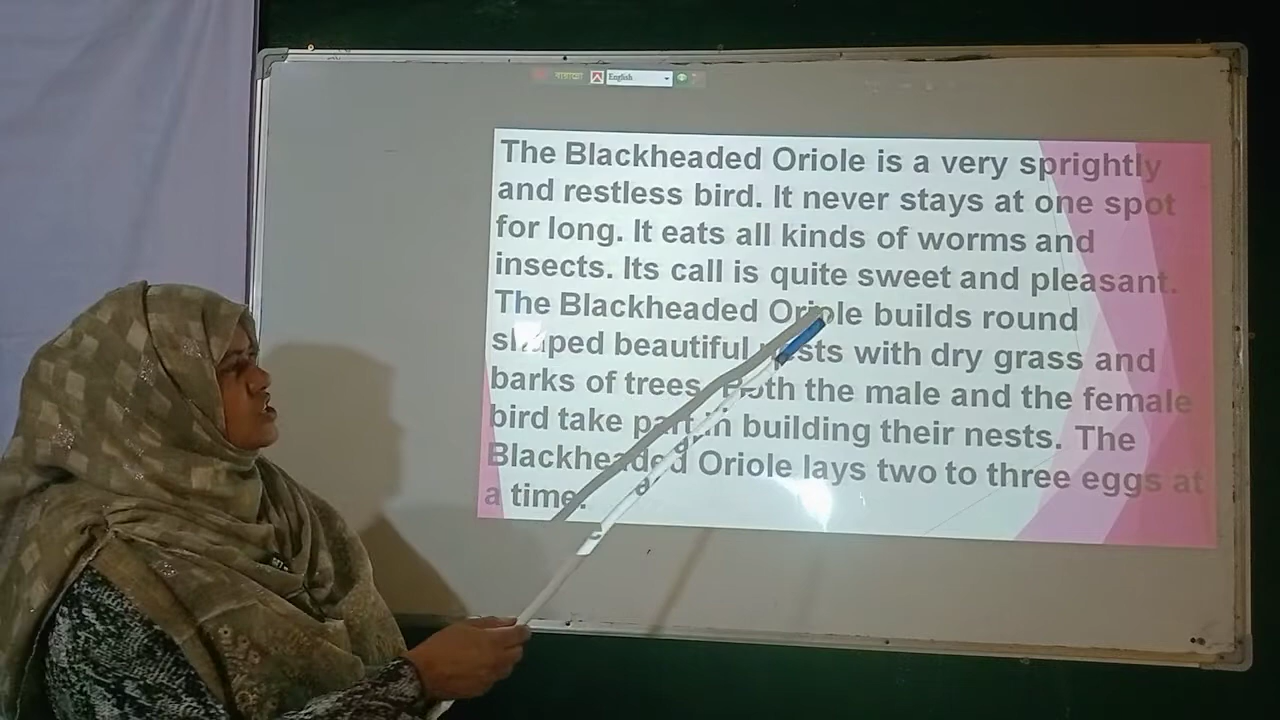 বায়ান্নো English
The Blackheaded Oriole is a very sprightly
and restless bird. It never stays at one spot
for long. It eats all kinds of worms and
insects. Its call is quite sweet and pleasant.
The Blackheaded Oriole builds round
shaped beautiful nests with dry grass and
barks of trees. Both the male and the female
bird take part in building their nests. The
Blackheaded Oriole lays two to three eggs at
a time.